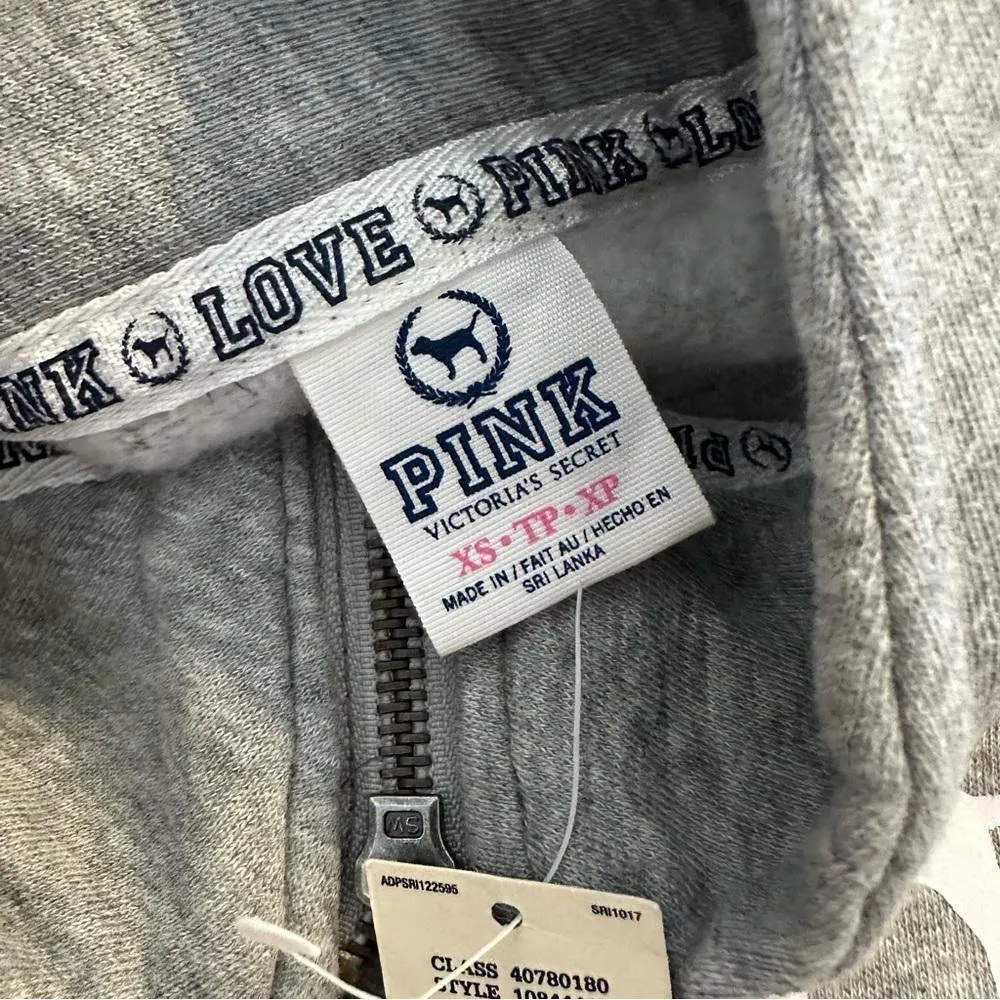 PINK LOVE PINK
PINK
VICTORIA'S SECRET
XS • TP • XP
MADE IN / FAIT AU / HECHO EN
SRI LANKA
ADPSRI122595
SRI1017
CLASS 40780180
STYLE